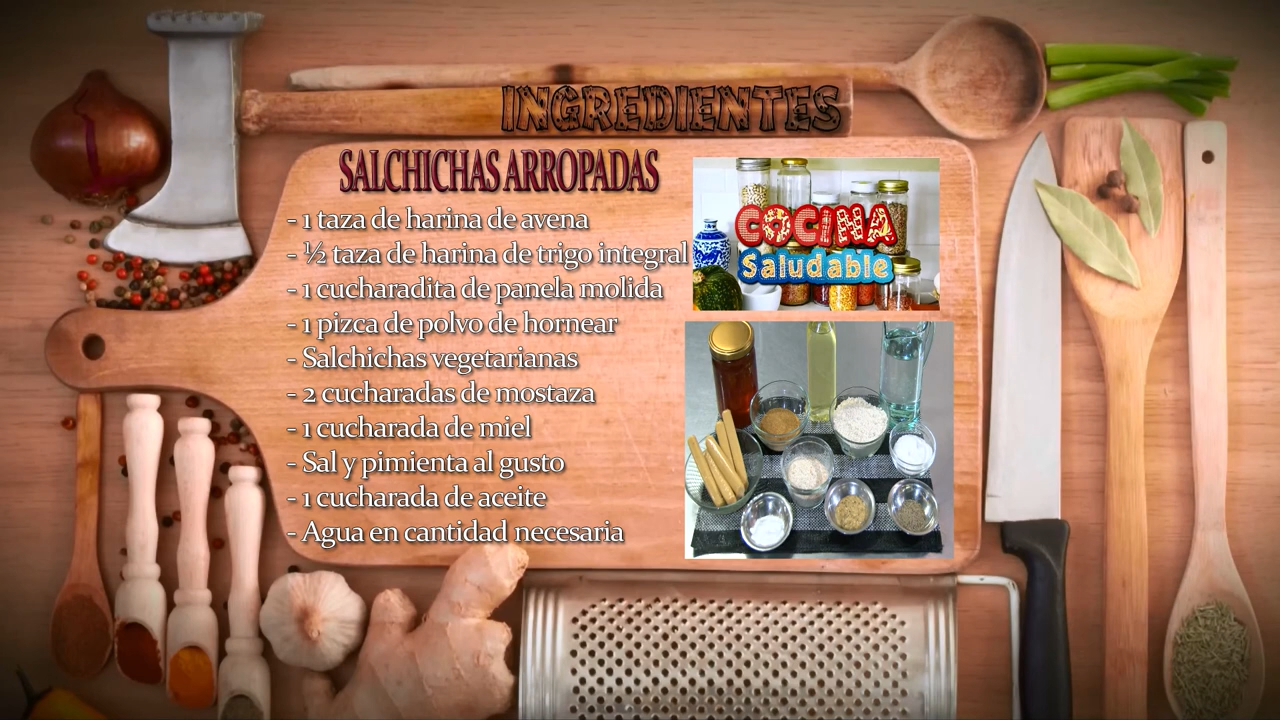 INGREDIENTES
SALCHICHAS ARROPADAS
- 1 taza de harina de avena
- ½ taza de harina de trigo integral
- 1 cucharadita de panela molida
- 1 pizca de polvo de hornear
- Salchichas vegetarianas
- 2 cucharadas de mostaza
- 1 cucharada de miel
- Sal y pimienta al gusto
- 1 cucharada de aceite
- Agua en cantidad necesaria
COCINA
Saludable